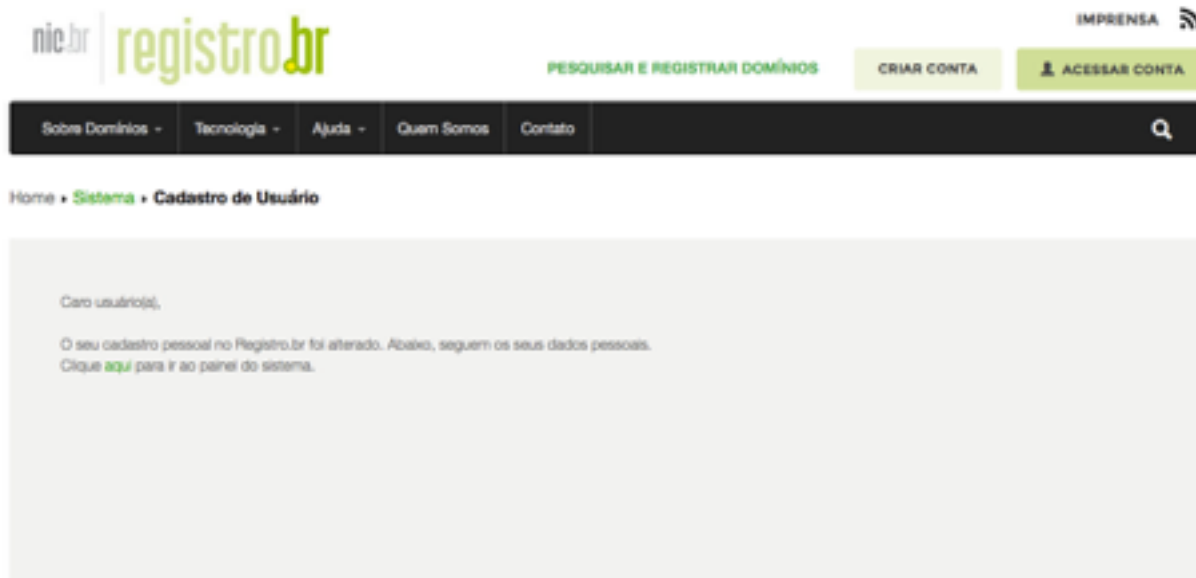 IMPRENSA
nic.br registro.br
PESQUISAR E REGISTRAR DOMÍNIOS CRIAR CONTA ACESSAR CONTA
Sobre Domínios Tecnologia Ajuda Quem Somos Contato
Home ▸ Sistema ▸ Cadastro de Usuário
Caro usuário(a),
O seu cadastro pessoal no Registro.br foi alterado. Abaixo, seguem os seus dados pessoais.
Clique aqui para ir ao painel do sistema.